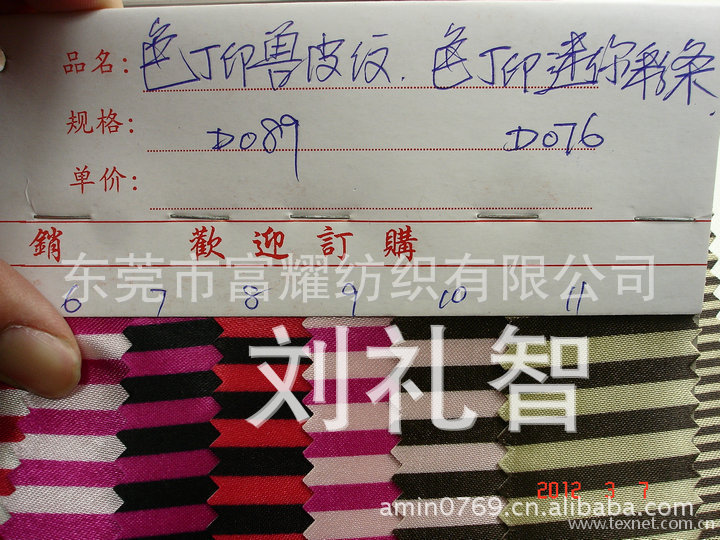 品名：色丁印兽皮纹. 色丁印迷你彩条.
规格：D089 D076
单价：
銷 歡迎訂購
东莞市富耀纺织有限公司
6 7 8 9 10 11
刘礼智
2012 3 7
amin0769.cn.alibaba.com
www.texnet.com.cn